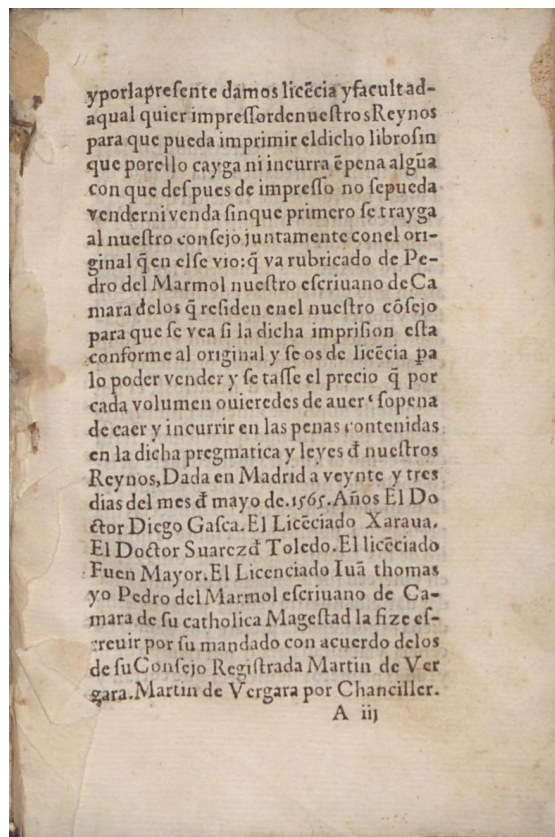 yporlapreſente damos licēcia yfacultad-
aqual quier impreſſordenueſtrosReynos
para que pueda imprimir eldicho libroſin
que porello cayga ni incurra ēpena algūa
con que deſpues de impreſſo no ſepueda
venderni venda ſinque primero ſe trayga
al nueſtro conſejo juntamente conel ori-
ginal q̄ en elſe vio:q̄ va rubricado de Pe-
dro del Marmol nueſtro eſcriuano deCa
mara delos q̄ reſiden enel nueſtro cōſejo
para que ſe vea ſi la dicha impriſion eſta
conforme al original y ſe os de licēcia ꝑa
lo poder vender y ſe taſſe el precio q̄ por
cada volumen ouieredes de auer ſopena
de caer y incurrir en las penas contenidas
en la dicha pregmatica y leyes đ nueſtros
Reynos, Dada en Madrid a veynte y tres
dias del mes đ mayo de.1565.Años El Do
ctor Diego Gaſca.El Licēciado Xaraua.
El Doctor Suarezđ Toledo.El licēciado
Fuen Mayor.El Licenciado Iuā thomas
yo Pedro del Marmol eſcriuano de Ca-
mara de ſu catholica Mageſtad la fize eſ-
creuir por ſu mandado con acuerdo delos
de ſuConſejo Regiſtrada Martin de Ver
gara.Martin de Vergara por Chanciller.
A iij